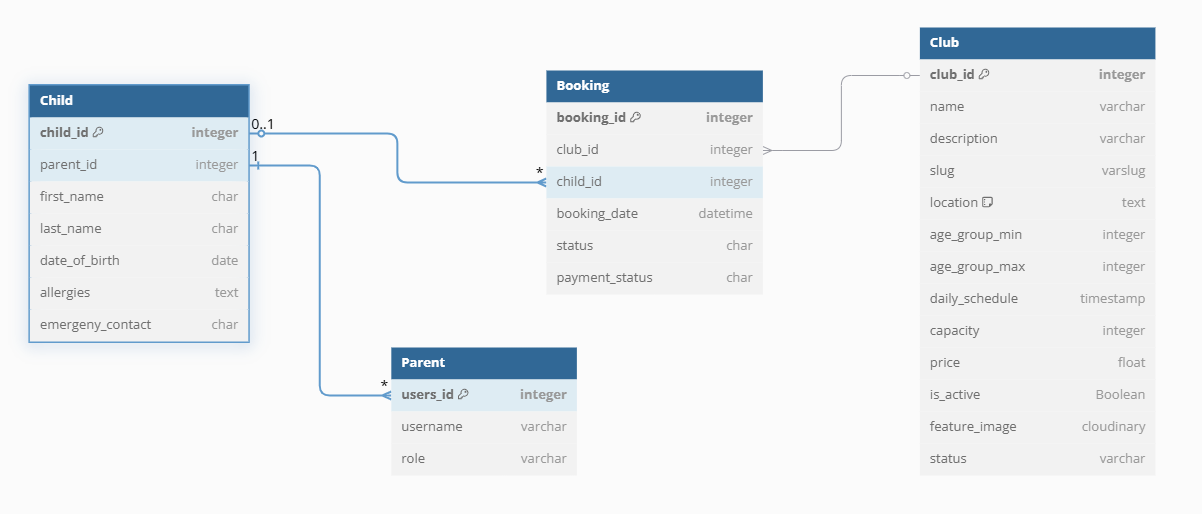 Child
child_id integer
parent_id integer
first_name char
last_name char
date_of_birth date
allergies text
emergeny_contact char
0..1
1
*
*
Booking
booking_id integer
club_id integer
child_id integer
booking_date datetime
status char
payment_status char
Parent
users_id integer
username varchar
role varchar
Club
club_id integer
name varchar
description varchar
slug varslug
location text
age_group_min integer
age_group_max integer
daily_schedule timestamp
capacity integer
price float
is_active Boolean
feature_image cloudinary
status varchar